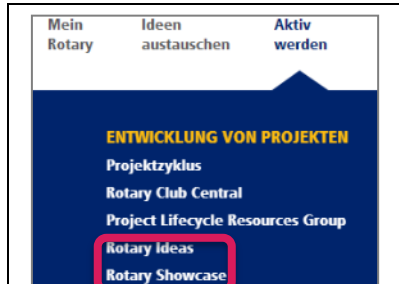 Mein Rotary
Ideen austauschen
Aktiv werden
ENTWICKLUNG VON PROJEKTEN
Projektzyklus
Rotary Club Central
Project Lifecycle Resources Group
Rotary Ideas
Rotary Showcase